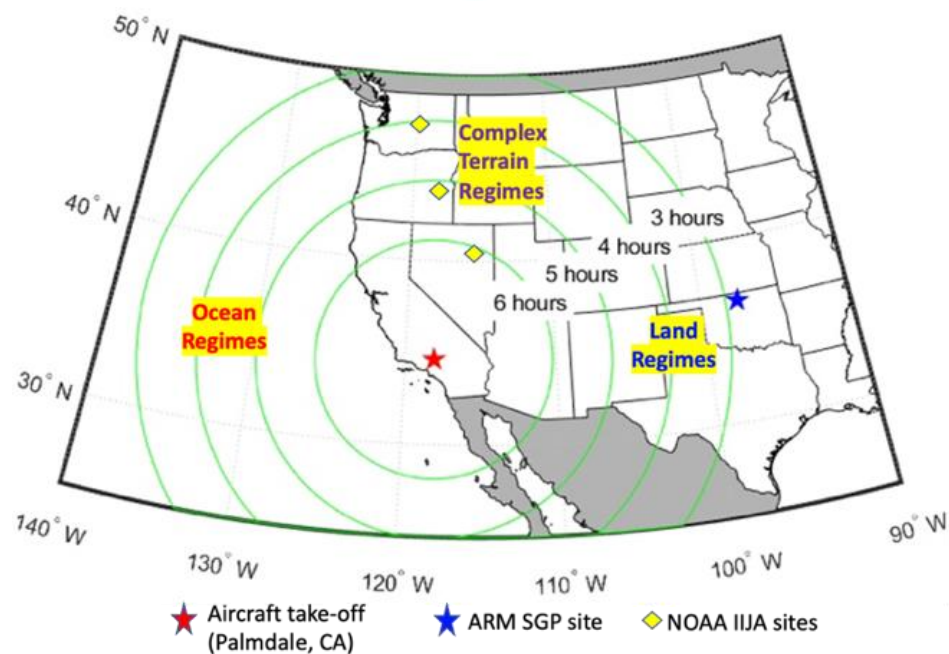 50° N
40° N
30° N
Complex
Terrain
Regimes
3 hours
4 hours
5 hours
6 hours
Ocean
Regimes
Land
Regimes
140° W
130° W
120° W
110° W
100° W
90° W
Aircraft take-off
(Palmdale, CA)
ARM SGP site
NOAA IIJA sites